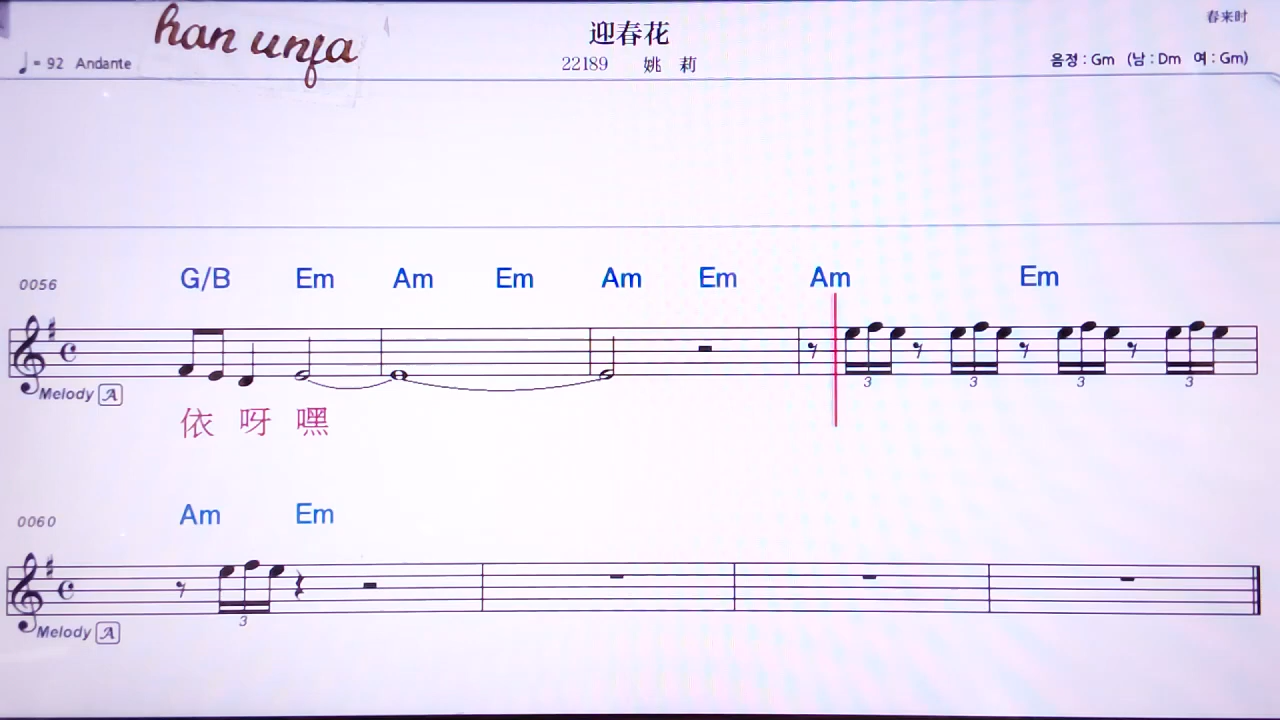 han unfa
迎春花
春来时
♩= 92 Andante
22189 姚 莉
음정 : Gm (남 : Dm 여 : Gm)
0056
G/B Em Am Em Am Em Am Em
3 3 3 3
Melody A
依 呀 嘿
0060
Am Em
3
Melody A